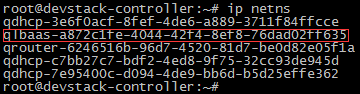 root@devstack-controller:~# ip netns
qdhcp-3e6f0acf-8fef-4de6-a889-3711f84ffcce
qlbaas-a872c1fe-4044-42f4-8ef8-76dad02ff635
qrouter-6246516b-96d7-4520-81d7-be0d82e05f1a
qdhcp-c7bb27c7-bdf2-4ed8-9f75-32cc93de945d
qdhcp-7e95400c-d094-4de9-bb6d-b5d25effe362
root@devstack-controller:~#